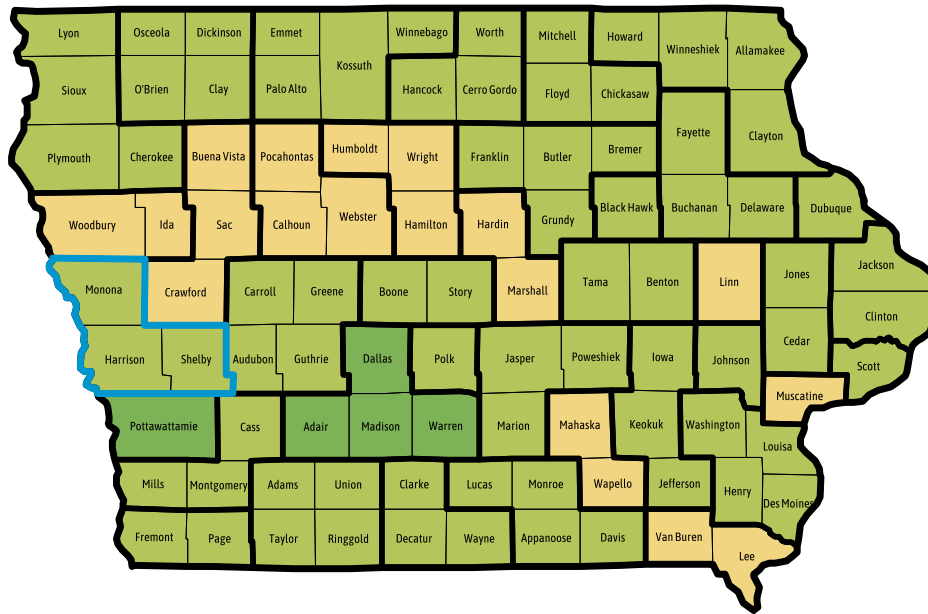 Lyon
Osceola
Dickinson
Emmet
Kossuth
Winnebago
Worth
Mitchell
Howard
Winneshiek
Allamakee
Sioux
O'Brien
Clay
Palo Alto
Hancock
Cerro Gordo
Floyd
Chickasaw
Plymouth
Cherokee
Buena Vista
Pocahontas
Humboldt
Wright
Franklin
Butler
Bremer
Fayette
Clayton
Woodbury
Ida
Sac
Calhoun
Webster
Hamilton
Hardin
Grundy
Black Hawk
Buchanan
Delaware
Dubuque
Monona
Crawford
Carroll
Greene
Boone
Story
Marshall
Tama
Benton
Linn
Jones
Jackson
Clinton
Harrison
Shelby
Audubon
Guthrie
Dallas
Polk
Jasper
Poweshiek
Iowa
Johnson
Cedar
Scott
Pottawattamie
Cass
Adair
Madison
Warren
Marion
Mahaska
Keokuk
Washington
Muscatine
Louisa
Mills
Montgomery
Adams
Union
Clarke
Lucas
Monroe
Wapello
Jefferson
Henry
Des Moines
Fremont
Page
Taylor
Ringgold
Decatur
Wayne
Appanoose
Davis
Van Buren
Lee